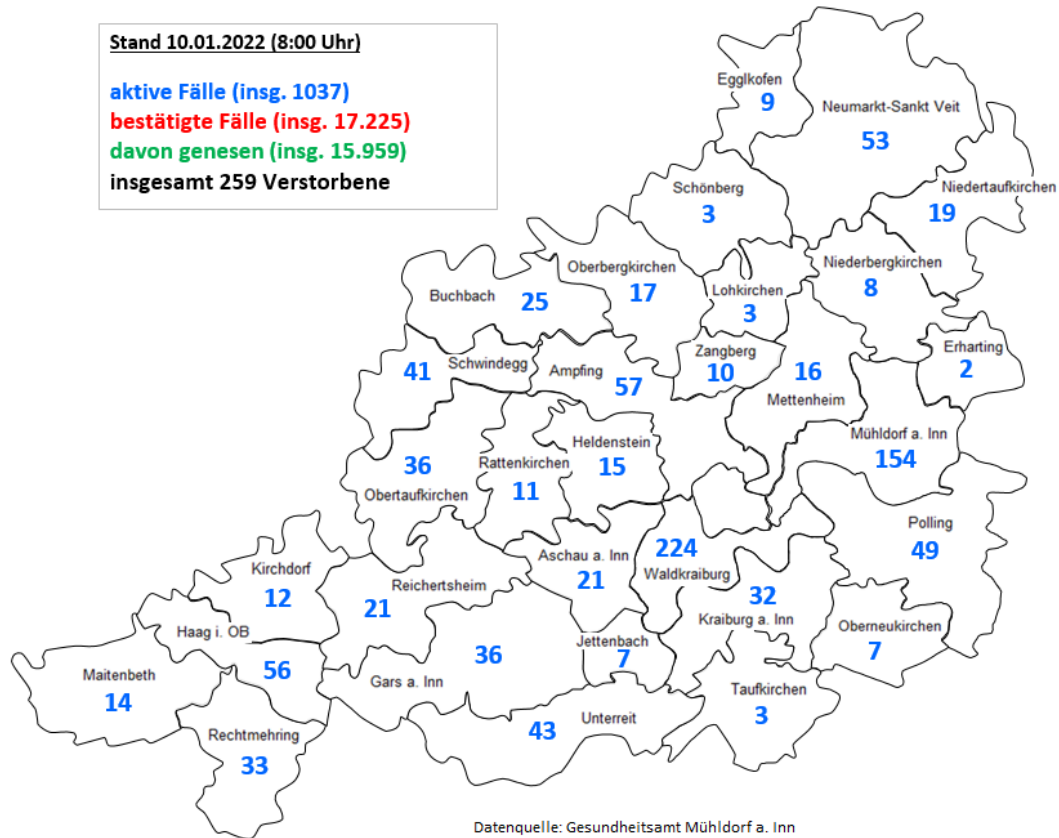 Stand 10.01.2022 (8:00 Uhr)
aktive Fälle (insg. 1037)
bestätigte Fälle (insg. 17.225)
davon genesen (insg. 15.959)
insgesamt 259 Verstorbene
Egglkofen
9
Neumarkt-Sankt Veit
53
Schönberg
3
Niedertaufkirchen
19
Oberbergkirchen
17
Niederbergkirchen
8
Buchbach
25
Lohkirchen
3
Erharting
2
Schwindegg
41
Ampfing
57
Zangberg
10
16
Mettenheim
Mühldorf a. Inn
154
36
Obertaufkirchen
Rattenkirchen
11
Heldenstein
15
Polling
49
Kirchdorf
12
Reichertsheim
21
Aschau a. Inn
21
224
Waldkraiburg
32
Kraiburg a. Inn
Haag i. OB
56
Maitenbeth
14
Gars a. Inn
36
Jettenbach
7
Oberneukirchen
7
Rechtmehring
33
Unterreit
43
Taufkirchen
3
Datenquelle: Gesundheitsamt Mühldorf a. Inn